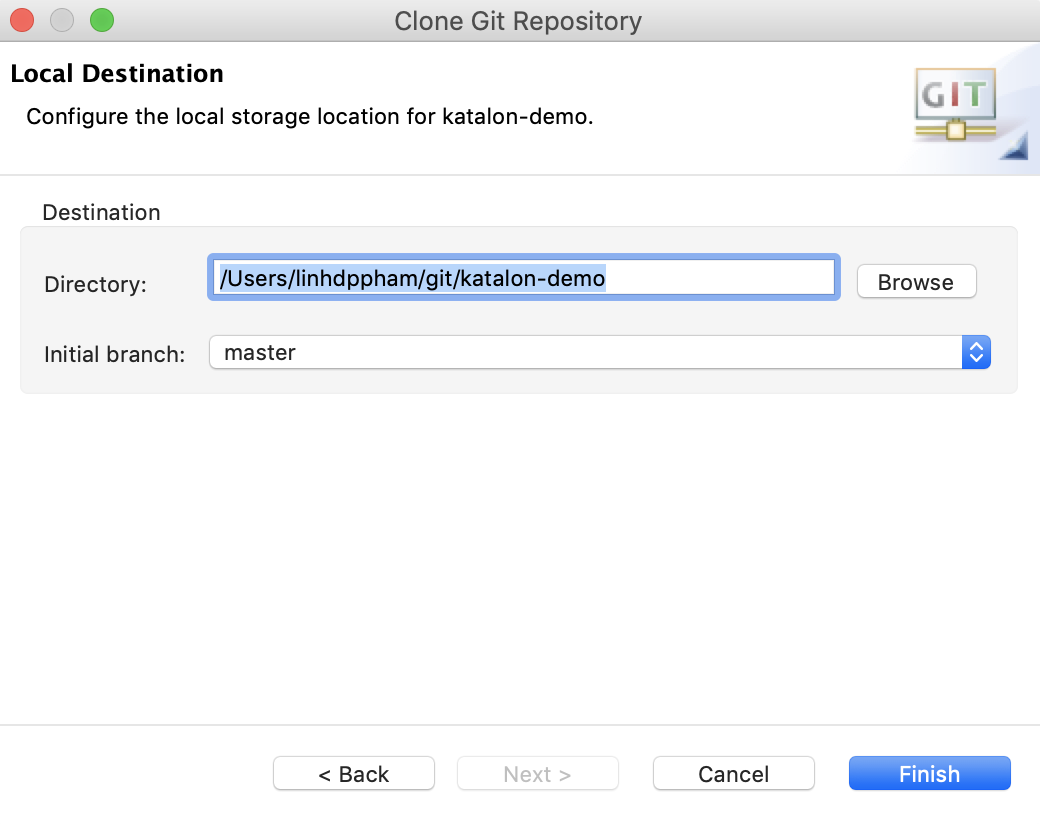 Clone Git Repository
Local Destination
Configure the local storage location for katalon-demo.
GIT
Destination
Directory: /Users/linhdppham/git/katalon-demo Browse
Initial branch: master
< Back Next > Cancel Finish